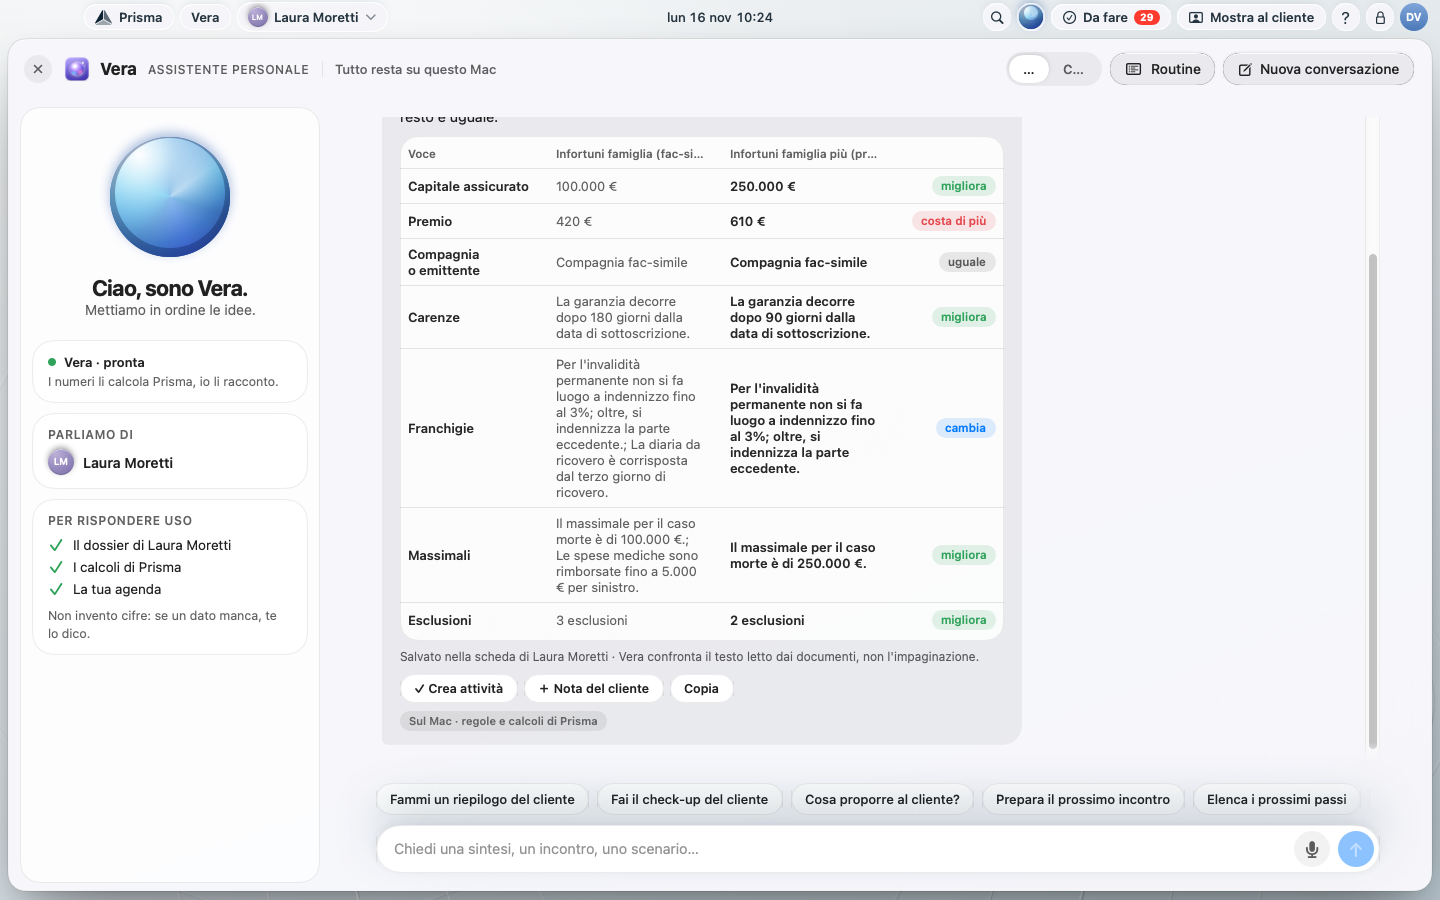 Prisma
Vera
LM Laura Moretti
lun 16 nov 10:24
Da fare 29
Mostra al cliente
?
DV
Vera ASSISTENTE PERSONALE
Tutto resta su questo Mac
...
C...
Routine
Nuova conversazione
Ciao, sono Vera.
Mettiamo in ordine le idee.
Vera · pronta
I numeri li calcola Prisma, io li racconto.
PARLIAMO DI
LM Laura Moretti
PER RISPONDERE USO
Il dossier di Laura Moretti
I calcoli di Prisma
La tua agenda
Non invento cifre: se un dato manca, te
lo dico.
resto è uguale.
Voce
Infortuni famiglia (fac-si...
Infortuni famiglia più (pr...
Capitale assicurato
100.000 €
250.000 €
migliora
Premio
420 €
610 €
costa di più
Compagnia
o emittente
Compagnia fac-simile
Compagnia fac-simile
uguale
Carenze
La garanzia decorre
dopo 180 giorni dalla
data di sottoscrizione.
La garanzia decorre
dopo 90 giorni dalla
data di sottoscrizione.
migliora
Franchigie
Per l'invalidità
permanente non si fa
luogo a indennizzo fino
al 3%; oltre, si
indennizza la parte
eccedente.; La diaria da
ricovero è corrisposta
dal terzo giorno di
ricovero.
Per l'invalidità
permanente non si fa
luogo a indennizzo fino
al 3%; oltre, si
indennizza la parte
eccedente.
cambia
Massimali
Il massimale per il caso
morte è di 100.000 €.;
Le spese mediche sono
rimborsate fino a 5.000
€ per sinistro.
Il massimale per il caso
morte è di 250.000 €.
migliora
Esclusioni
3 esclusioni
2 esclusioni
migliora
Salvato nella scheda di Laura Moretti · Vera confronta il testo letto dai documenti, non l'impaginazione.
Crea attività
Nota del cliente
Copia
Sul Mac · regole e calcoli di Prisma
Fammi un riepilogo del cliente
Fai il check-up del cliente
Cosa proporre al cliente?
Prepara il prossimo incontro
Elenca i prossimi passi
Chiedi una sintesi, un incontro, uno scenario...